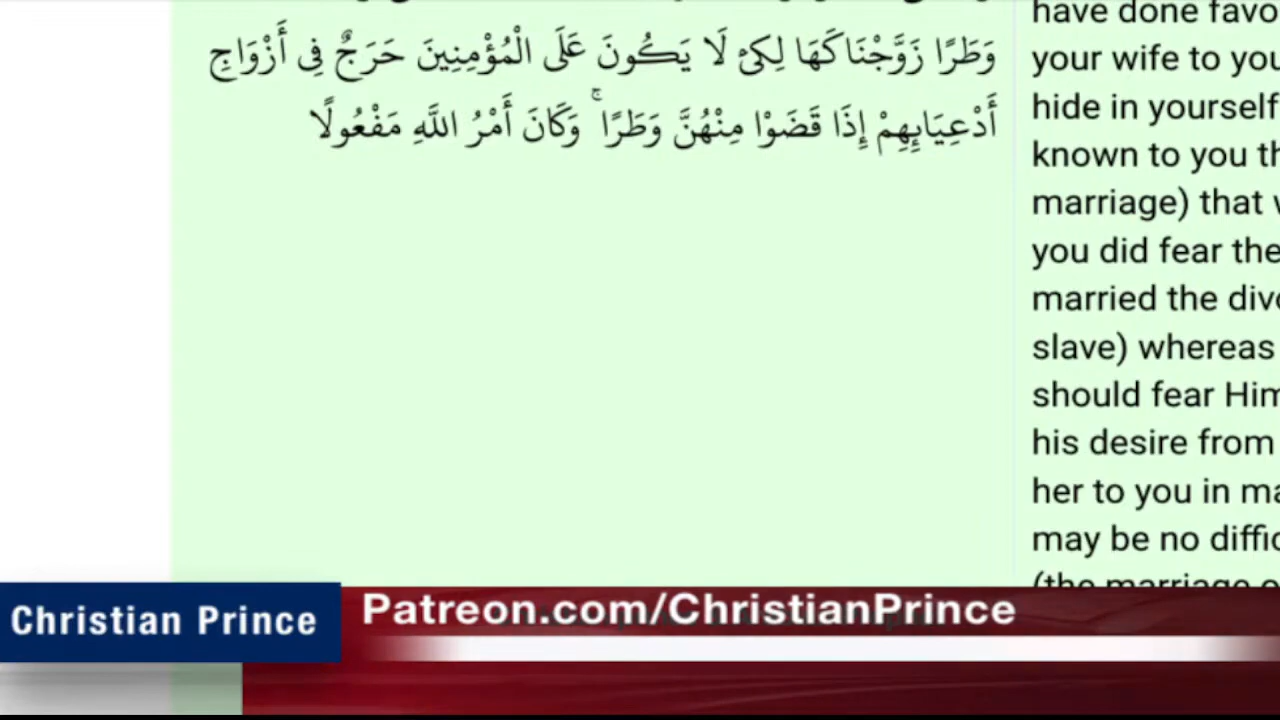 وَطَرًا زَوَّجْنَاكَهَا لِكَيْ لَا يَكُونَ عَلَى الْمُؤْمِنِينَ حَرَجٌ فِي أَزْوَاجِ
أَدْعِيَائِهِمْ إِذَا قَضَوْا مِنْهُنَّ وَطَرًا ۚ وَكَانَ أَمْرُ اللَّهِ مَفْعُولًا
have done favo
your wife to you
hide in yourself
known to you th
marriage) that w
you did fear the
married the divo
slave) whereas
should fear Him
his desire from
her to you in ma
may be no diffic
(the marriage o
Christian Prince
Patreon.com/ChristianPrince